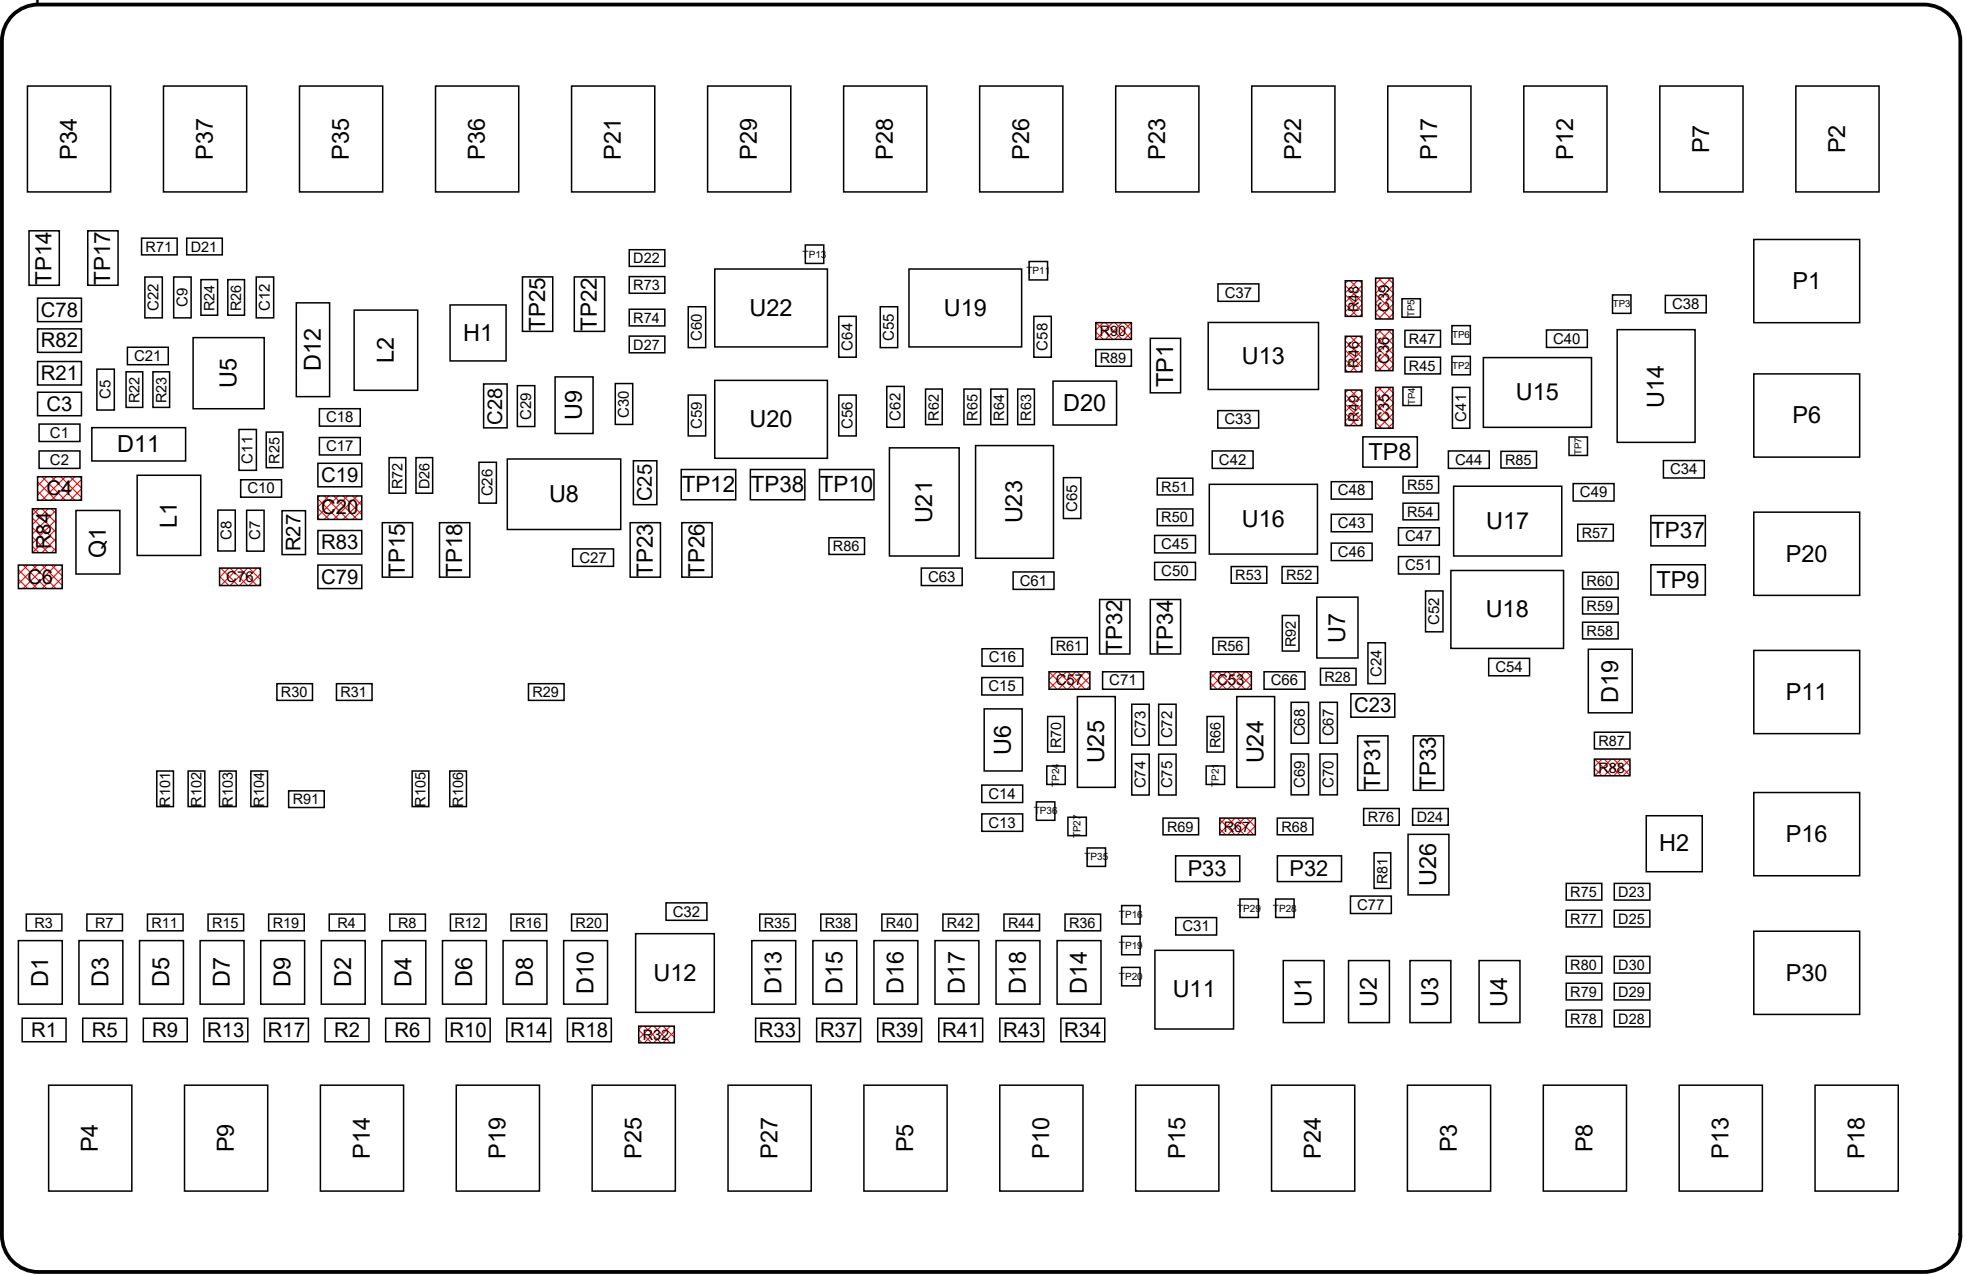 P34 P37 P35 P36 P21 P29 P28 P26 P23 P22 P17 P12 P7 P2
TP14 TP17 R71 D21 D22 TP13 TP11 P1
C78 C22 C9 R24 R26 C12 D12 L2 H1 TP25 TP22 R73 R74 D27 C60 U22 C64 C55 U19 C58 C37 R48 C39 TP5 TP3 C38
R82 R90 R89 TP1 U13 R46 C36 R47 TP6 R45 TP2 C40 U14
R21 C21 C5 R22 R23 U5 C28 C29 U9 C30 C59 U20 C56 C62 R62 R65 R64 R63 D20 C33 R49 C35 TP4 C41 U15 P6
C3 C18
C1 D11 C11 R25 C17 TP8 TP7
C2 C10 C19 R72 D26 C26 U8 C25 TP12 TP38 TP10 U21 U23 C65 C42 C44 R85 C34
C4 L1 C20 R51 C48 R55 C49
R84 Q1 C8 C7 R27 R83 TP15 TP18 C27 TP23 TP26 R86 R50 U16 C43 R54 U17 R57 TP37 P20
C45 C46 C47
C6 C76 C79 C63 C61 C50 R53 R52 C51 R60 TP9
TP32 TP34 R92 U7 C52 U18 R59
R61 R56 R58
C16 C24 C54
C15 C57 C71 C53 C66 R28 D19 P11
R30 R31 R29 C23
U6 R70 U25 C73 C72 R66 U24 C68 C67 R87
TP24 C74 C75 C69 C70 TP31 TP33 R88
R101 R102 R103 R104 R91 R105 R106 C14 TP36
C13 TP27 R69 R67 R68 R76 D24 H2 P16
TP35 P33 P32 R81 U26
R75 D23
C32 TP16 TP29 TP28 C77 R77 D25
R3 R7 R11 R15 R19 R4 R8 R12 R16 R20 R35 R38 R40 R42 R44 R36 C31
TP19
D1 D3 D5 D7 D9 D2 D4 D6 D8 D10 U12 D13 D15 D16 D17 D18 D14 TP20 U11 U1 U2 U3 U4 R80 D30 P30
R79 D29
R1 R5 R9 R13 R17 R2 R6 R10 R14 R18 R32 R33 R37 R39 R41 R43 R34 R78 D28
P4 P9 P14 P19 P25 P27 P5 P10 P15 P24 P3 P8 P13 P18